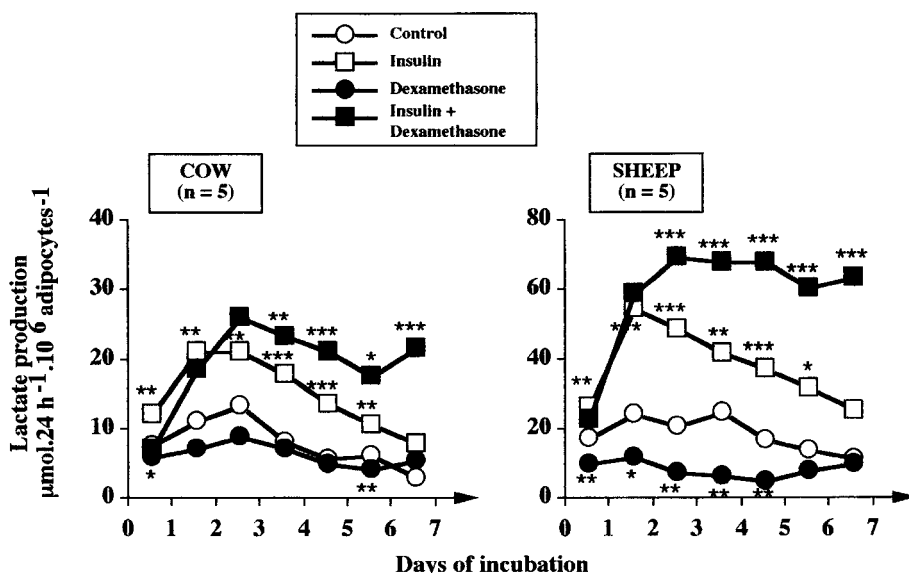 Control
Insulin
Dexamethasone
Insulin +
Dexamethasone
COW
(n = 5)
SHEEP
(n = 5)
Lactate production
µmol.24 h-1.10 6 adipocytes-1
40
30
20
10
0
** ** ** ** *** *** *** * ** *** * **
0 1 2 3 4 5 6 7
80
60
40
20
0
** *** *** *** *** *** *** *** ** *** * ** * ** ** **
0 1 2 3 4 5 6 7
Days of incubation